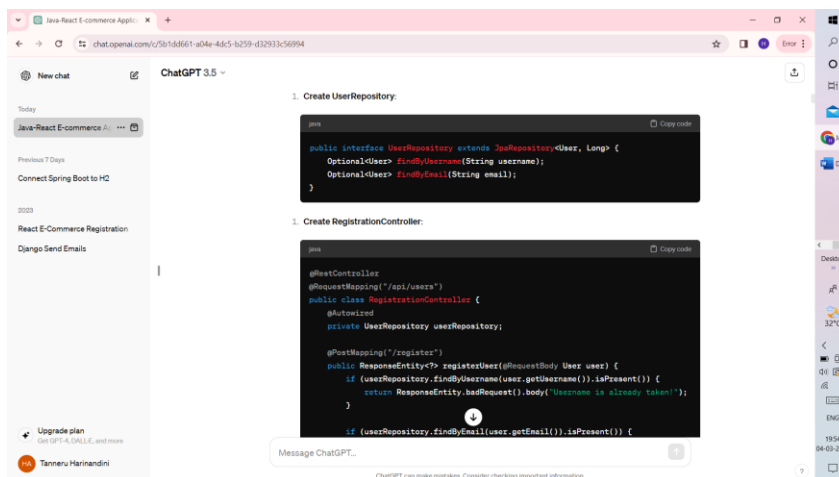 Java-React E-commerce Applic
chat.openai.com/c/5b1dd661-a04e-4dc5-b259-d32933c56994
Error
New chat
ChatGPT 3.5
Today
Java-React E-commerce Ac
Previous 7 Days
Connect Spring Boot to H2
2023
React E-Commerce Registration
Django Send Emails
Upgrade plan
Get GPT-4, DALL·E, and more
HA
Tanneru Harinandini
1. Create UserRepository:
java
Copy code
public interface UserRepository extends JpaRepository<User, Long> {
Optional<User> findByUsername(String username);
Optional<User> findByEmail(String email);
}
1. Create RegistrationController:
java
Copy code
@RestController
@RequestMapping("/api/users")
public class RegistrationController {
@Autowired
private UserRepository userRepository;
@PostMapping("/register")
public ResponseEntity<?> registerUser(@RequestBody User user) {
if (userRepository.findByUsername(user.getUsername()).isPresent()) {
return ResponseEntity.badRequest().body("Username is already taken!");
}
if (userRepository.findByEmail(user.getEmail()).isPresent()) {
Message ChatGPT...
ChatGPT can make mistakes. Consider checking important information.
?
Deskto
32°C
ENG
19:54
04-03-2